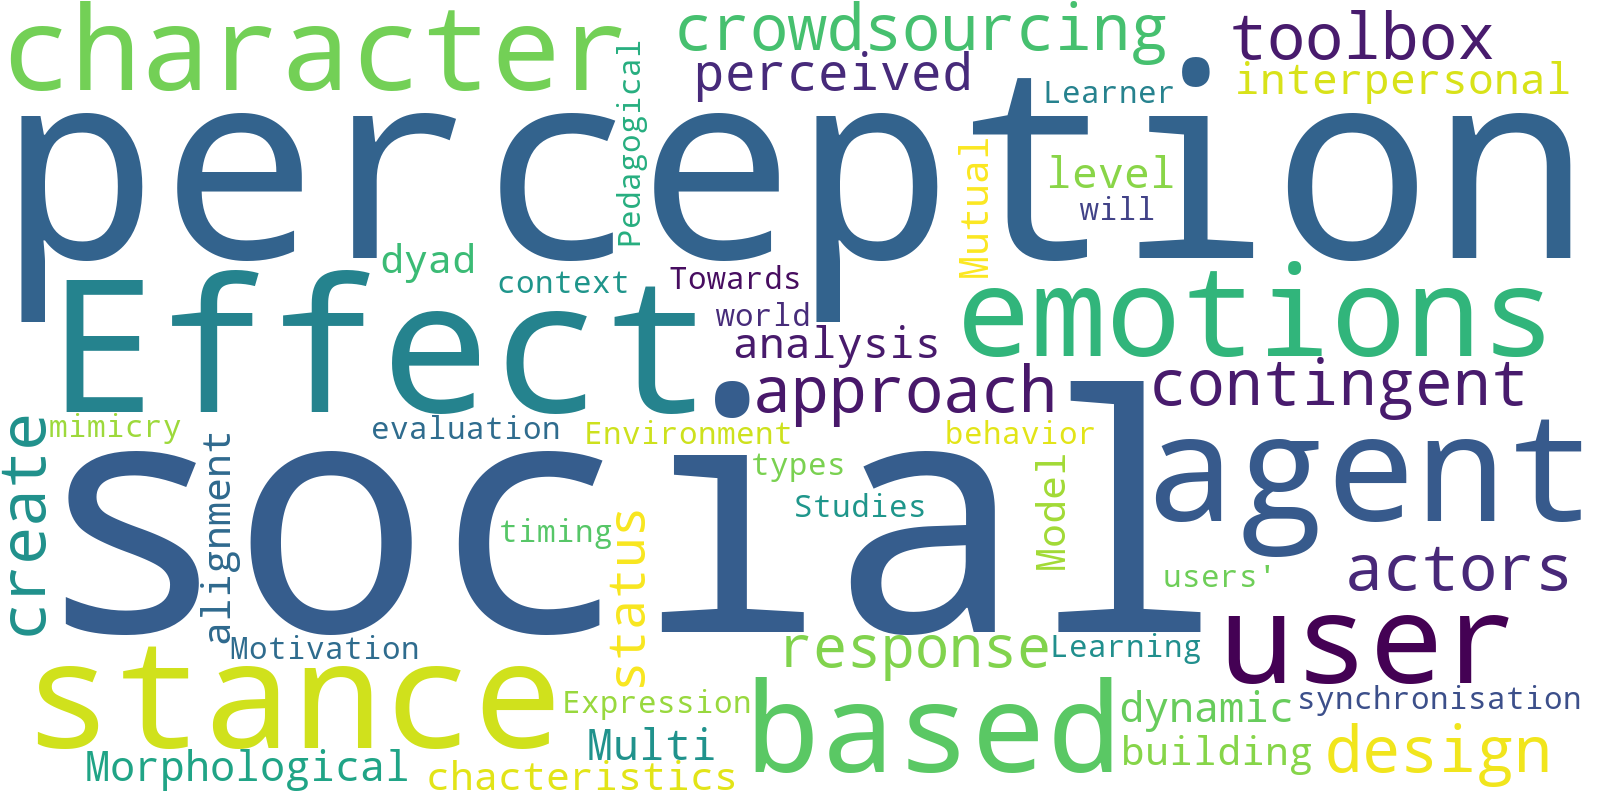 character
crowdsourcing
toolbox
perceived
interpersonal
Learner
perception
Pedagogical
Mutual
level
will
dyad
context
Towards
world
Effect
emotions
analysis
approach
contingent
mimicry
evaluation
Environment
behavior
agent
create
alignment
social
types
Studies
Model
timing
status
users'
actors
user
Motivation
response
Learning
stance
Expression
based
dynamic
synchronisation
Multi
building
design
Morphological
chacteristics